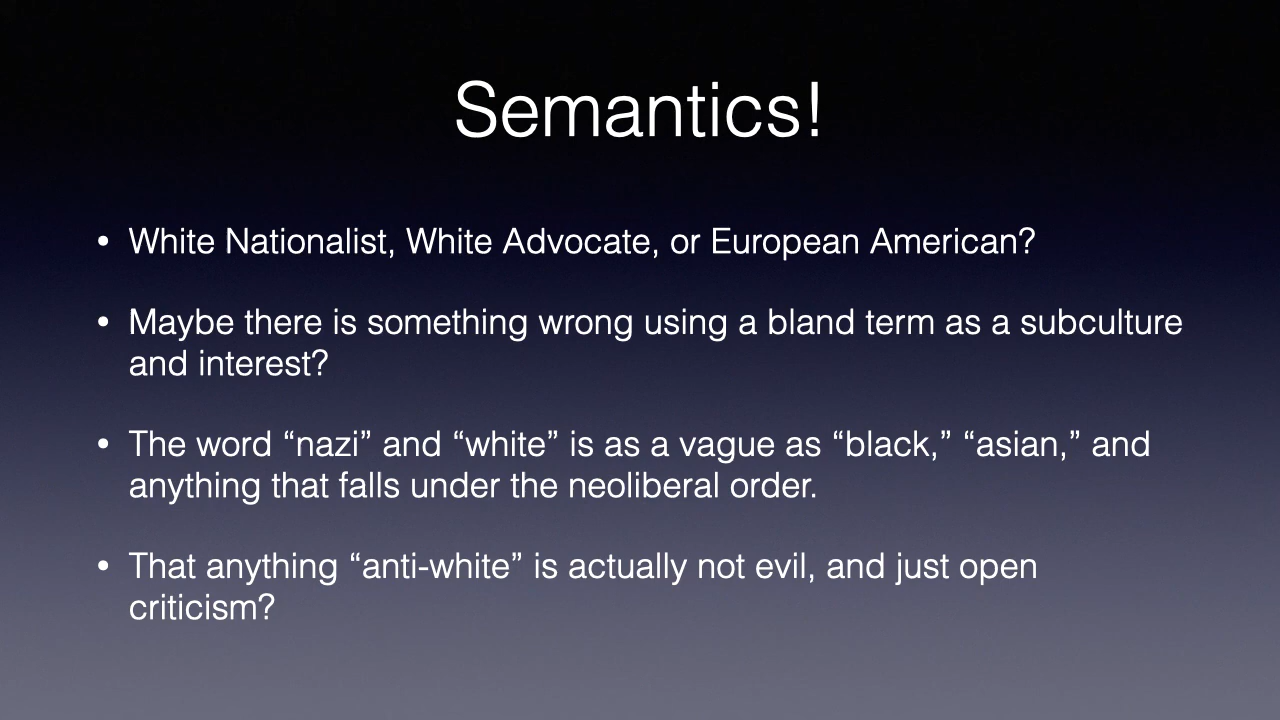 Semantics!
• White Nationalist, White Advocate, or European American?
• Maybe there is something wrong using a bland term as a subculture
and interest?
• The word “nazi” and “white” is as a vague as “black,” “asian,” and
anything that falls under the neoliberal order.
• That anything “anti-white” is actually not evil, and just open
criticism?